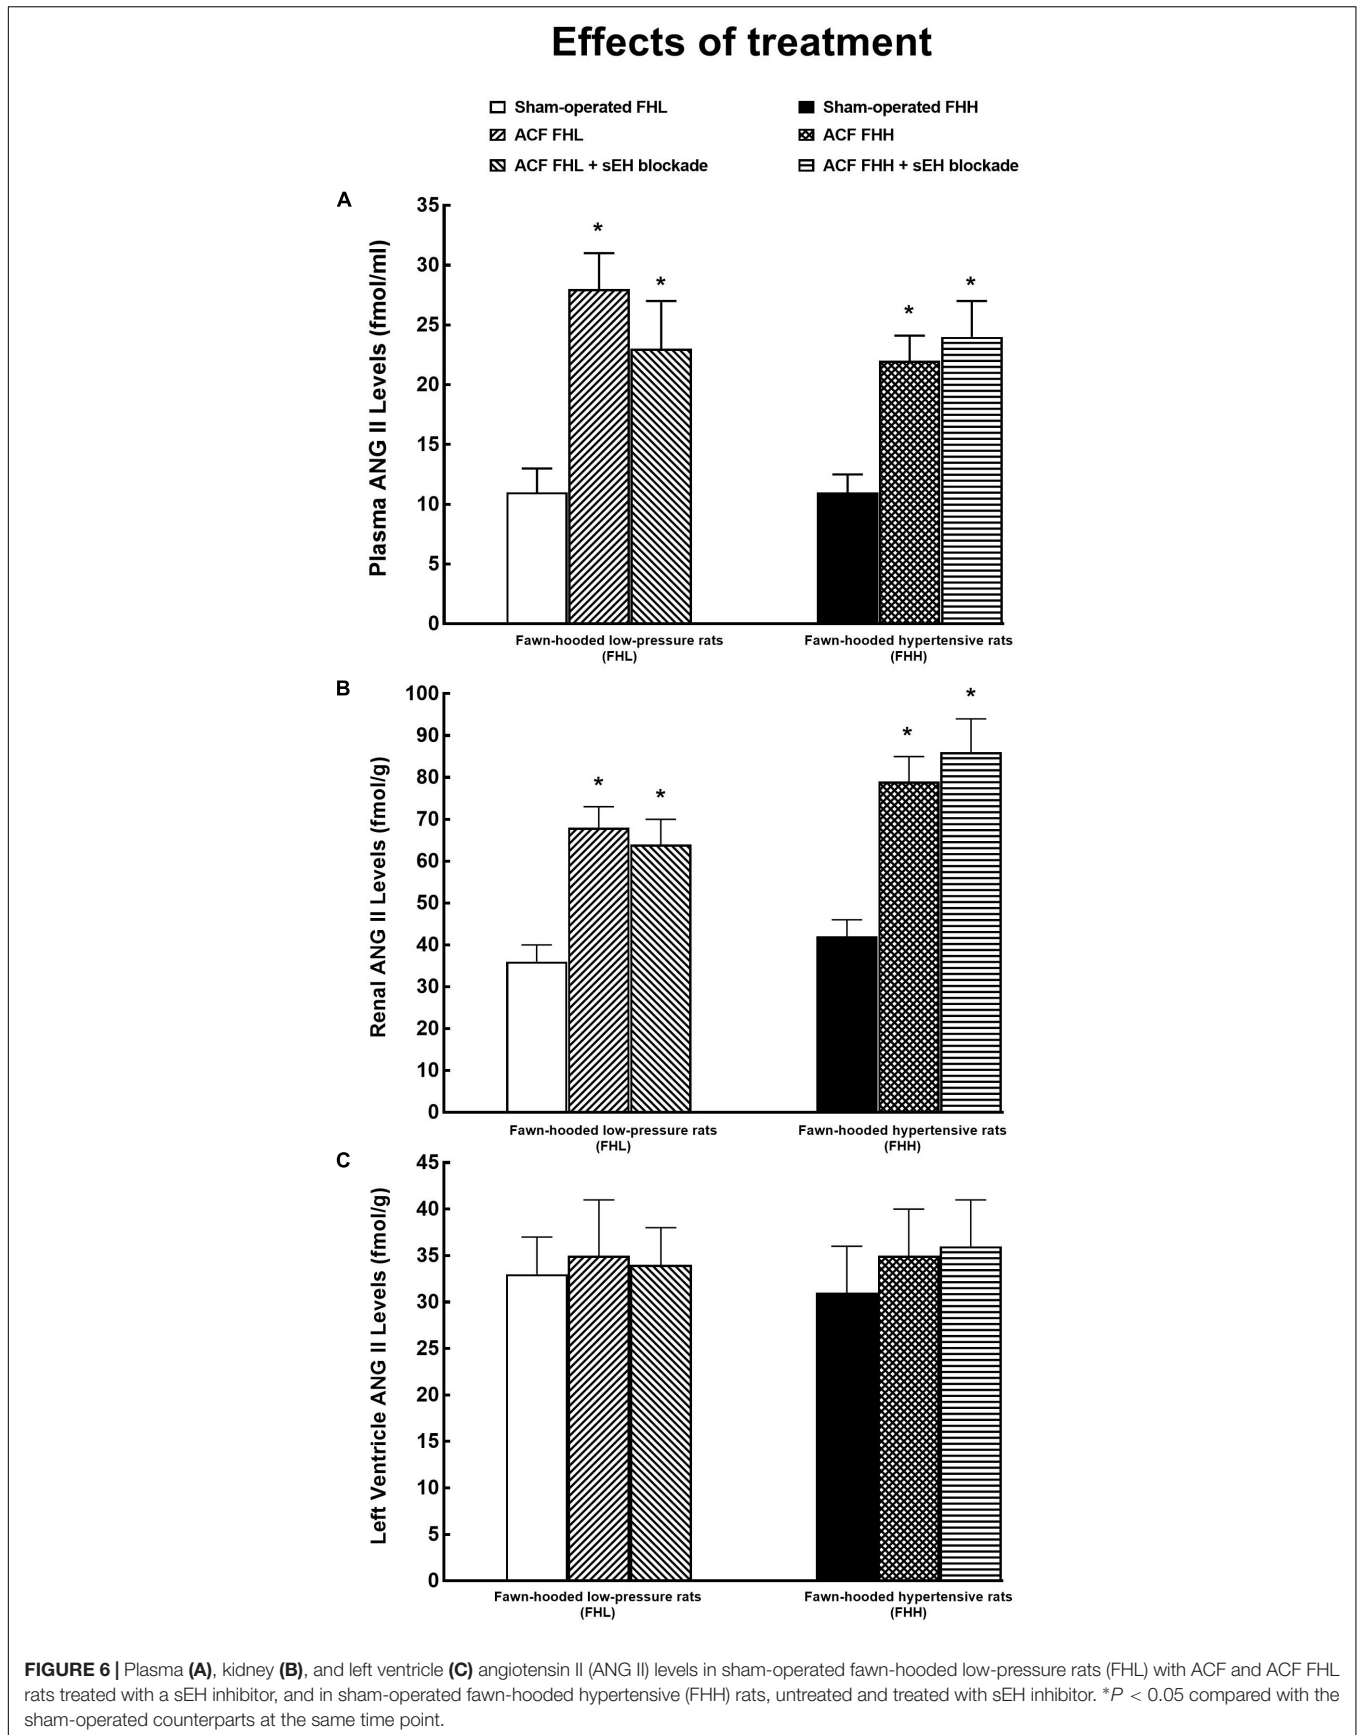 Effects of treatment
Sham-operated FHL
Sham-operated FHH
ACF FHL
ACF FHH
ACF FHL + sEH blockade
ACF FHH + sEH blockade
A
Plasma ANG II Levels (fmol/ml)
35
30
25
20
15
10
5
0
* * * *
Fawn-hooded low-pressure rats
(FHL)
Fawn-hooded hypertensive rats
(FHH)
B
Renal ANG II Levels (fmol/g)
100
90
80
70
60
50
40
30
20
10
0
* * * *
Fawn-hooded low-pressure rats
(FHL)
Fawn-hooded hypertensive rats
(FHH)
C
Left Ventricle ANG II Levels (fmol/g)
45
40
35
30
25
20
15
10
5
0
Fawn-hooded low-pressure rats
(FHL)
Fawn-hooded hypertensive rats
(FHH)
FIGURE 6 | Plasma (A), kidney (B), and left ventricle (C) angiotensin II (ANG II) levels in sham-operated fawn-hooded low-pressure rats (FHL) with ACF and ACF FHL
rats treated with a sEH inhibitor, and in sham-operated fawn-hooded hypertensive (FHH) rats, untreated and treated with sEH inhibitor. *P < 0.05 compared with the
sham-operated counterparts at the same time point.